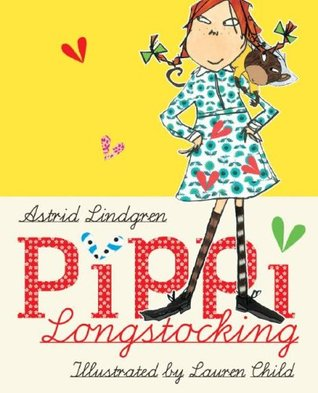 Astrid Lindgren
PiPPi
Longstocking
Illustrated by Lauren Child